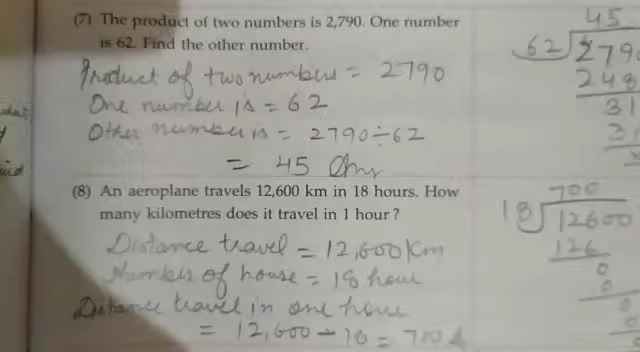 (7) The product of two numbers is 2,790. One number
is 62. Find the other number.
Product of two numbers = 2790
One number is = 62
Other number is = 2790÷62
= 45 Ans
45
62 279
248
31
3
(8) An aeroplane travels 12,600 km in 18 hours. How
many kilometres does it travel in 1 hour?
Distance travel = 12,600 km
Number of house = 18 hour
Distance travel in one hour
= 12,600 ÷ 18 = 700
700
18 12600
126
0
0
0
0